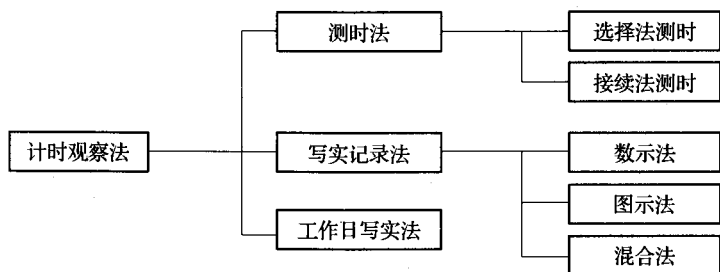 计时观察法
测时法
选择法测时
接续法测时
写实记录法
数示法
图示法
混合法
工作日写实法